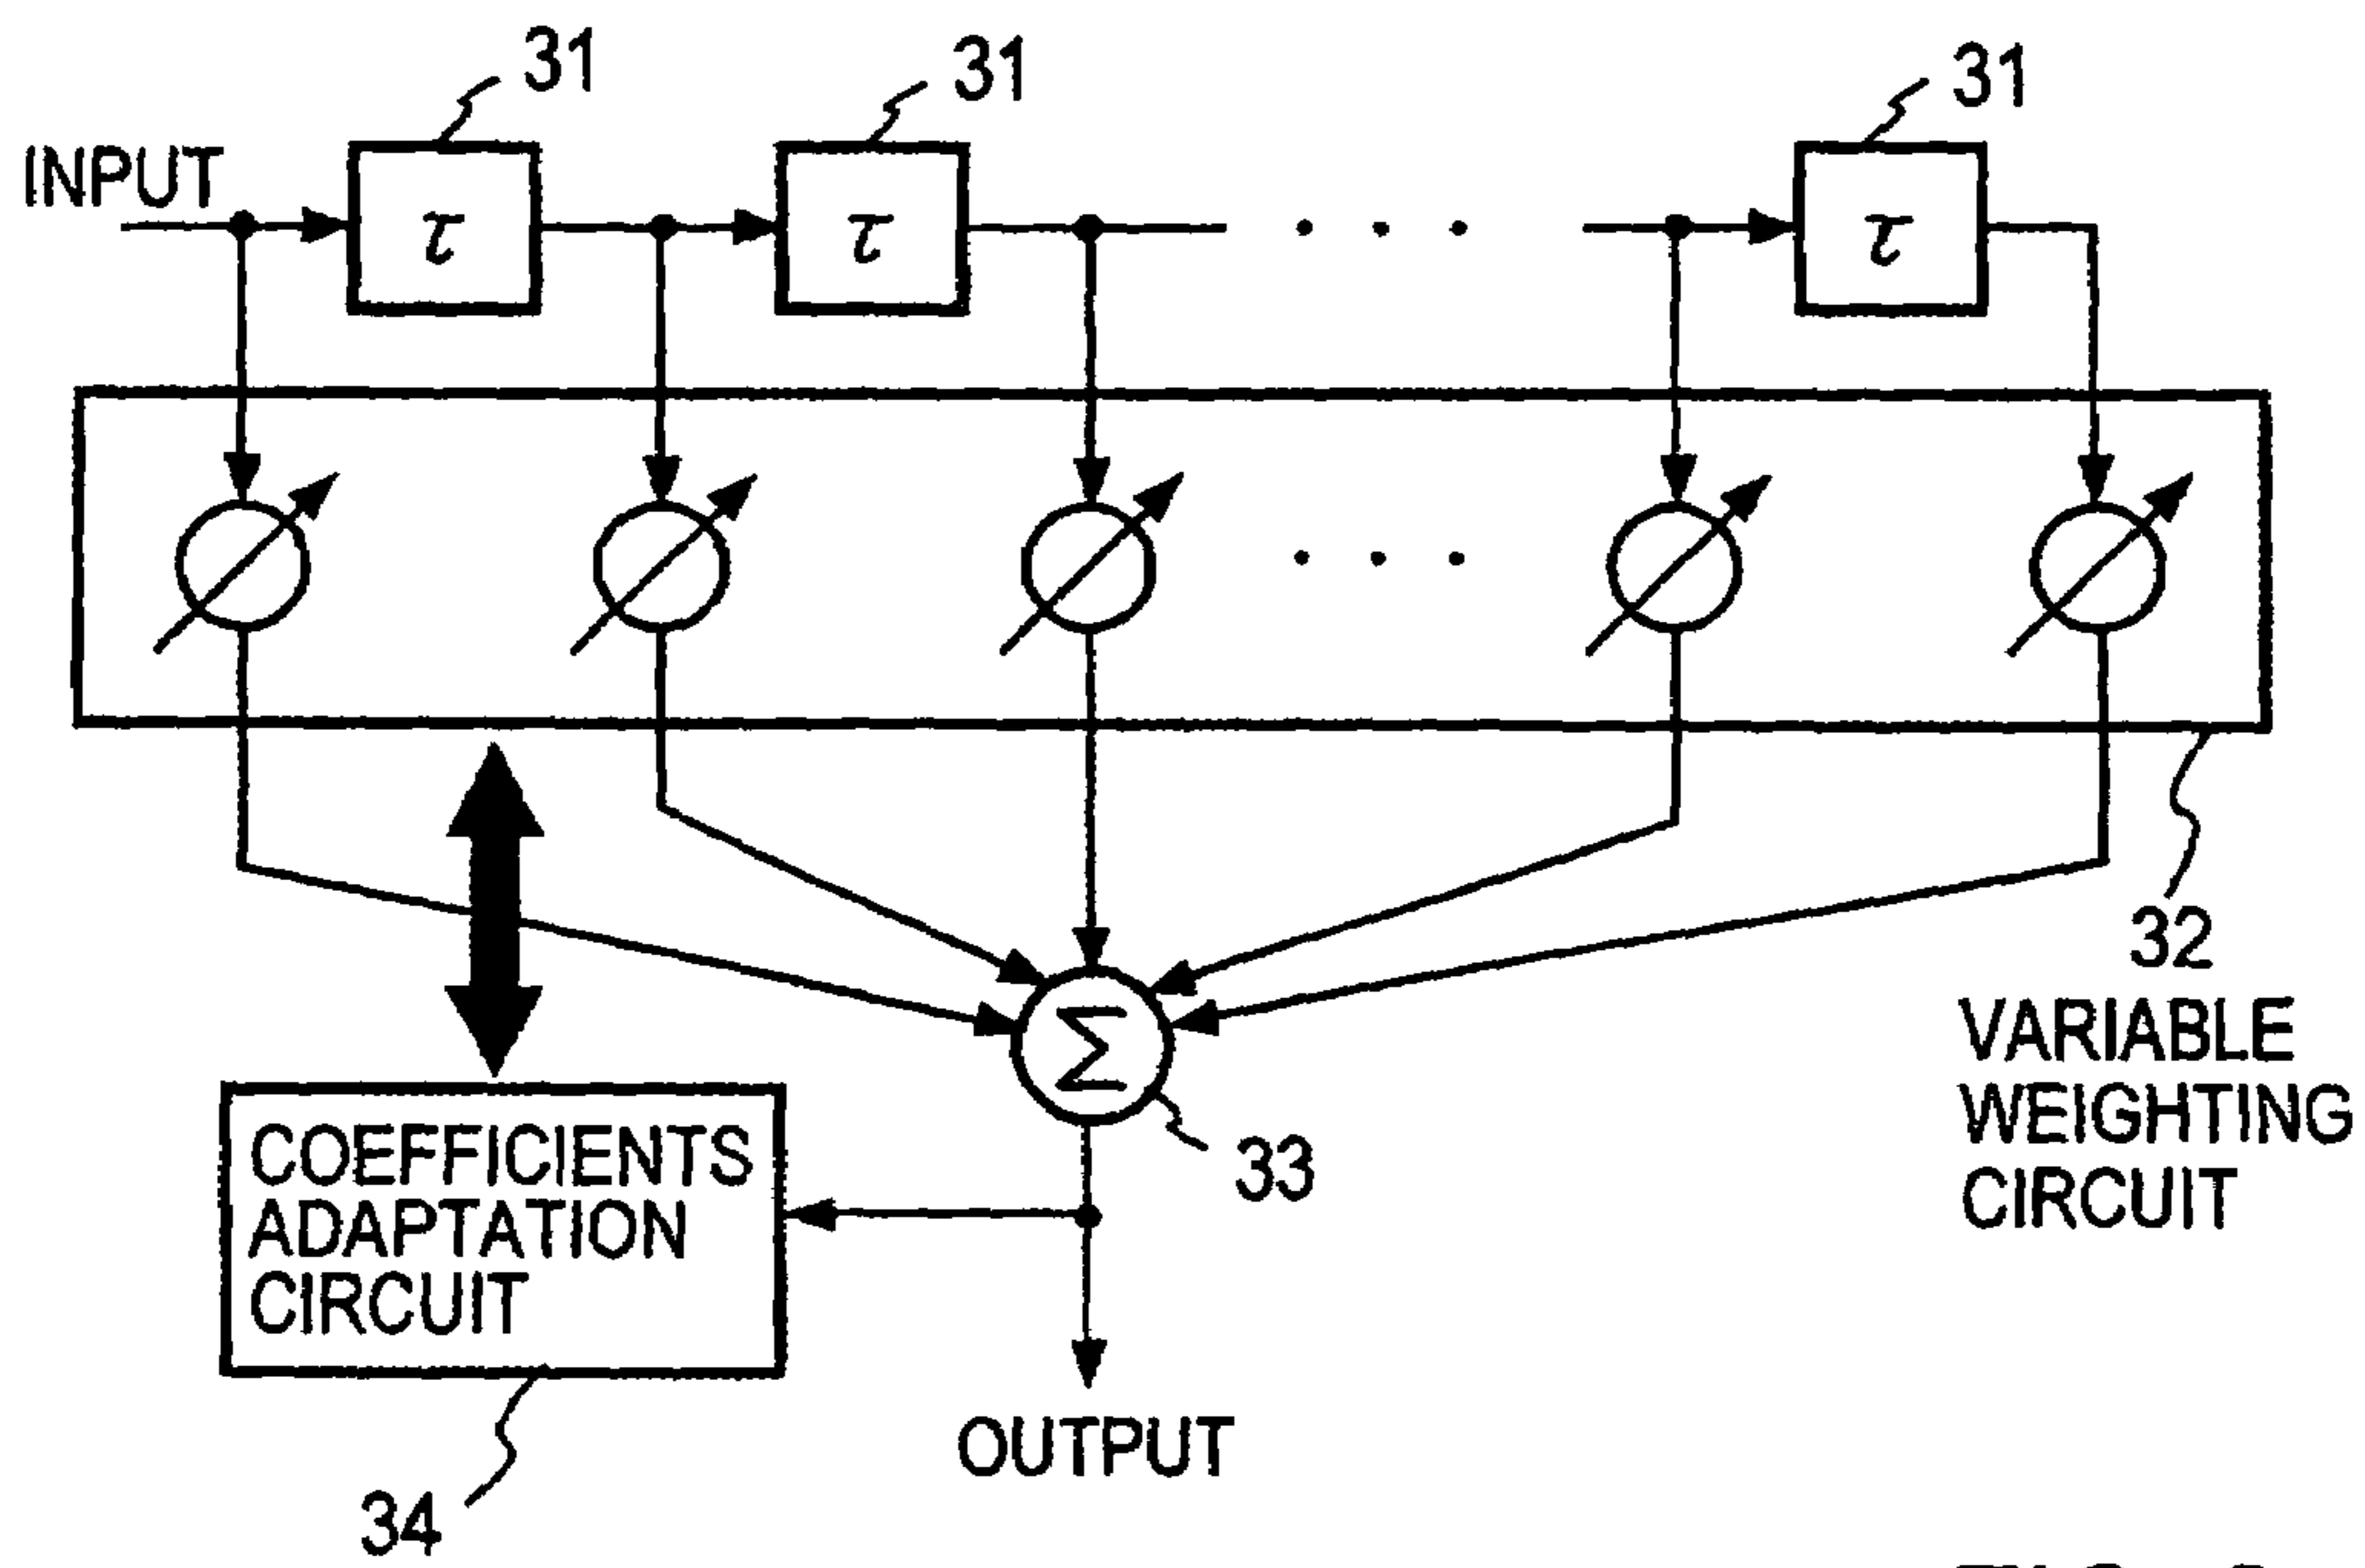 31
31
31
INPUT
τ
τ
τ
Σ
32
VARIABLE
WEIGHTING
CIRCUIT
33
COEFFICIENTS
ADAPTATION
CIRCUIT
OUTPUT
34